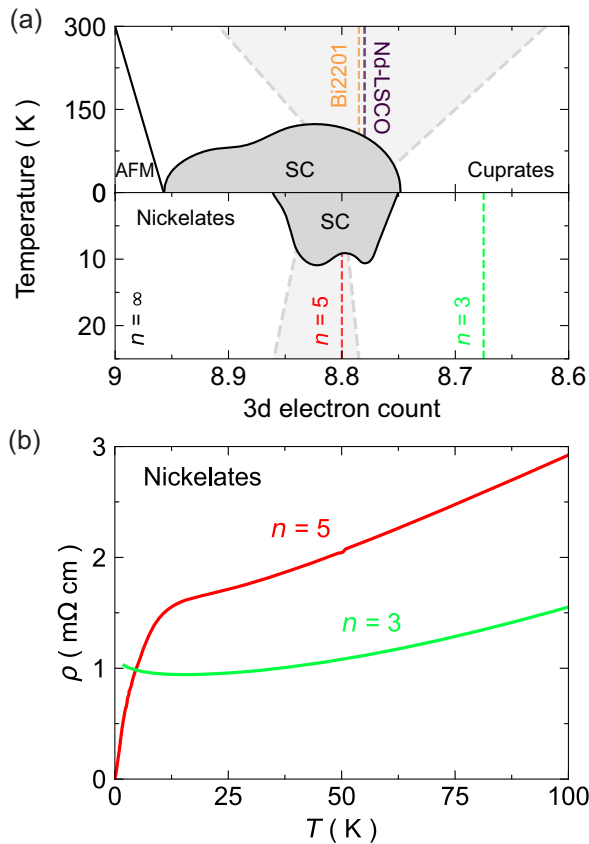 (a)
300
150
0
10
20
Temperature ( K )
AFM
SC
Bi2201
Nd-LSCO
Cuprates
Nickelates
SC
n = ∞
n = 5
n = 3
9
8.9
8.8
8.7
8.6
3d electron count
(b)
3
2
1
0
ρ ( mΩ cm )
Nickelates
n = 5
n = 3
0
25
50
75
100
T ( K )